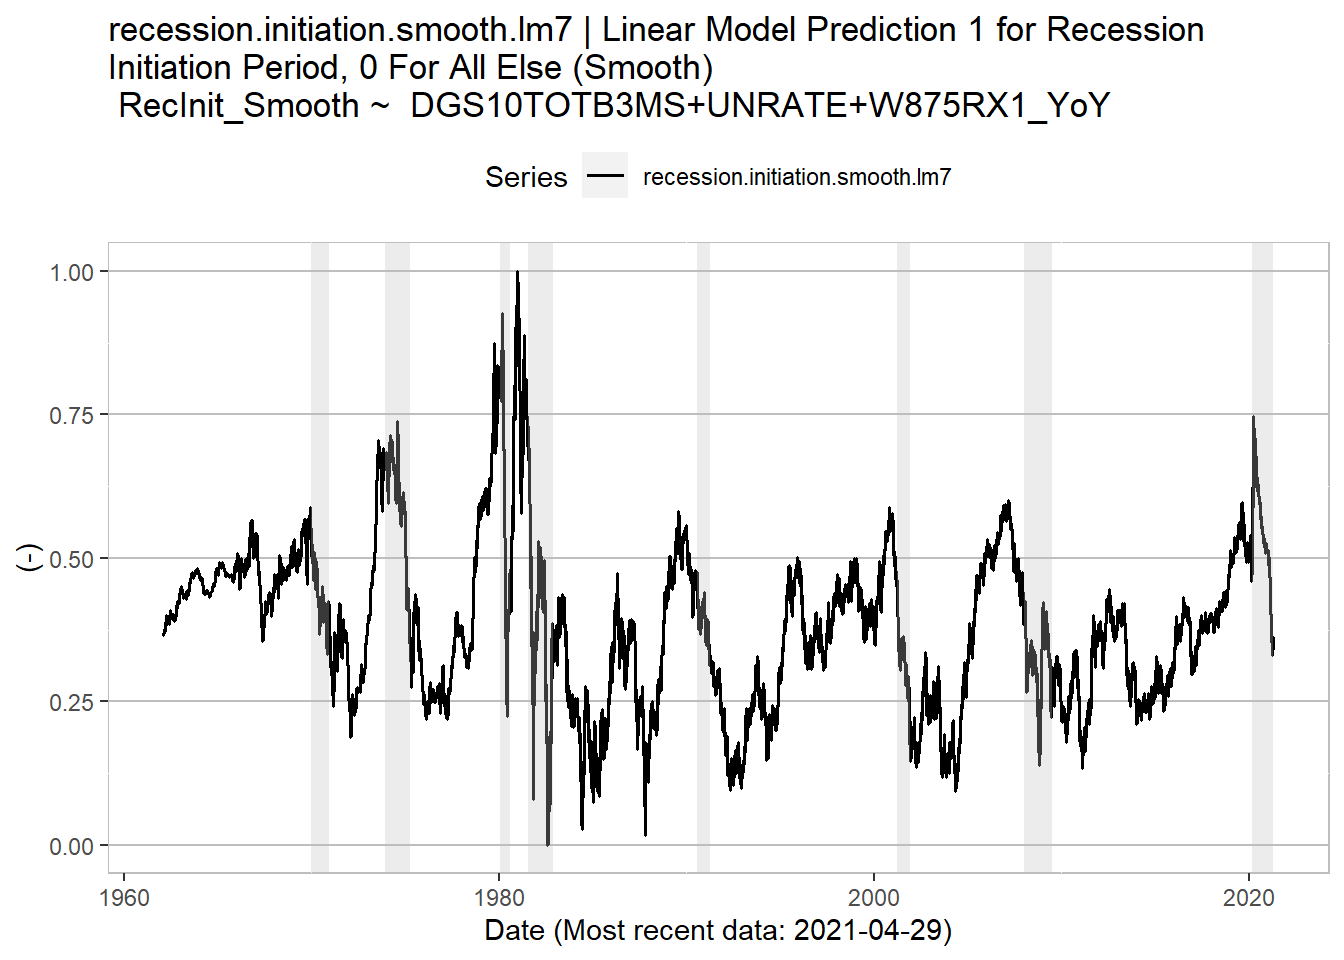 recession.initiation.smooth.lm7 | Linear Model Prediction 1 for Recession
Initiation Period, 0 For All Else (Smooth)
RecInit_Smooth ~  DGS10TOTB3MS+UNRATE+W875RX1_YoY
Series recession.initiation.smooth.lm7
1.00
0.75
0.50
0.25
0.00
(-)
1960 1980 2000 2020
Date (Most recent data: 2021-04-29)